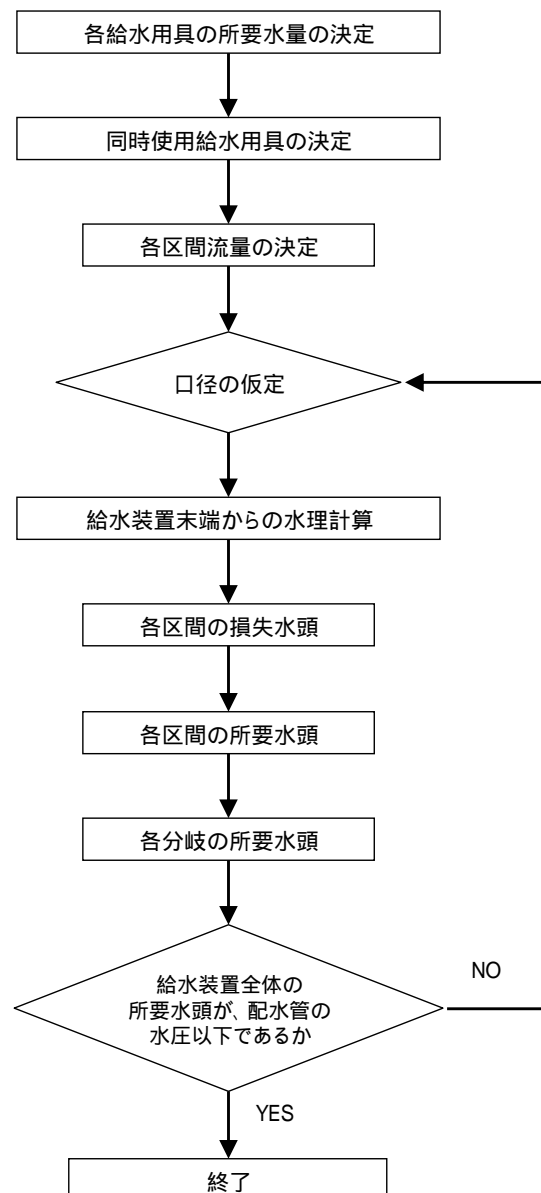 各給水用具の所要水量の決定
同時使用給水用具の決定
各区間流量の決定
口径の仮定
給水装置末端からの水理計算
各区間の損失水頭
各区間の所要水頭
各分岐の所要水頭
給水装置全体の
所要水頭が、配水管の
水圧以下であるか
NO
YES
終了